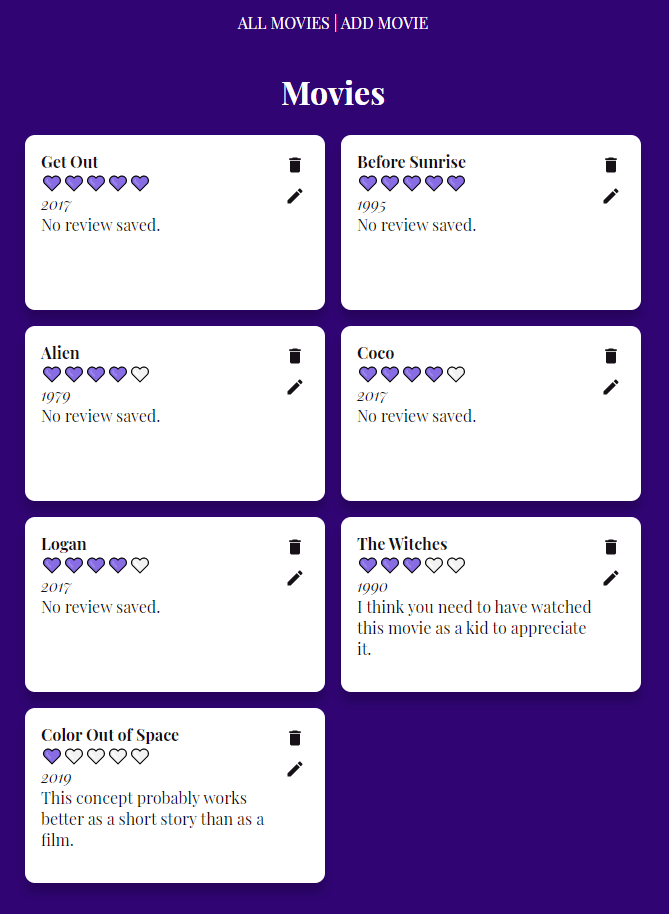 ALL MOVIES | ADD MOVIE
Movies
Get Out
2017
No review saved.
Before Sunrise
1995
No review saved.
Alien
1979
No review saved.
Coco
2017
No review saved.
Logan
2017
No review saved.
The Witches
1990
I think you need to have watched
this movie as a kid to appreciate
it.
Color Out of Space
2019
This concept probably works
better as a short story than as a
film.